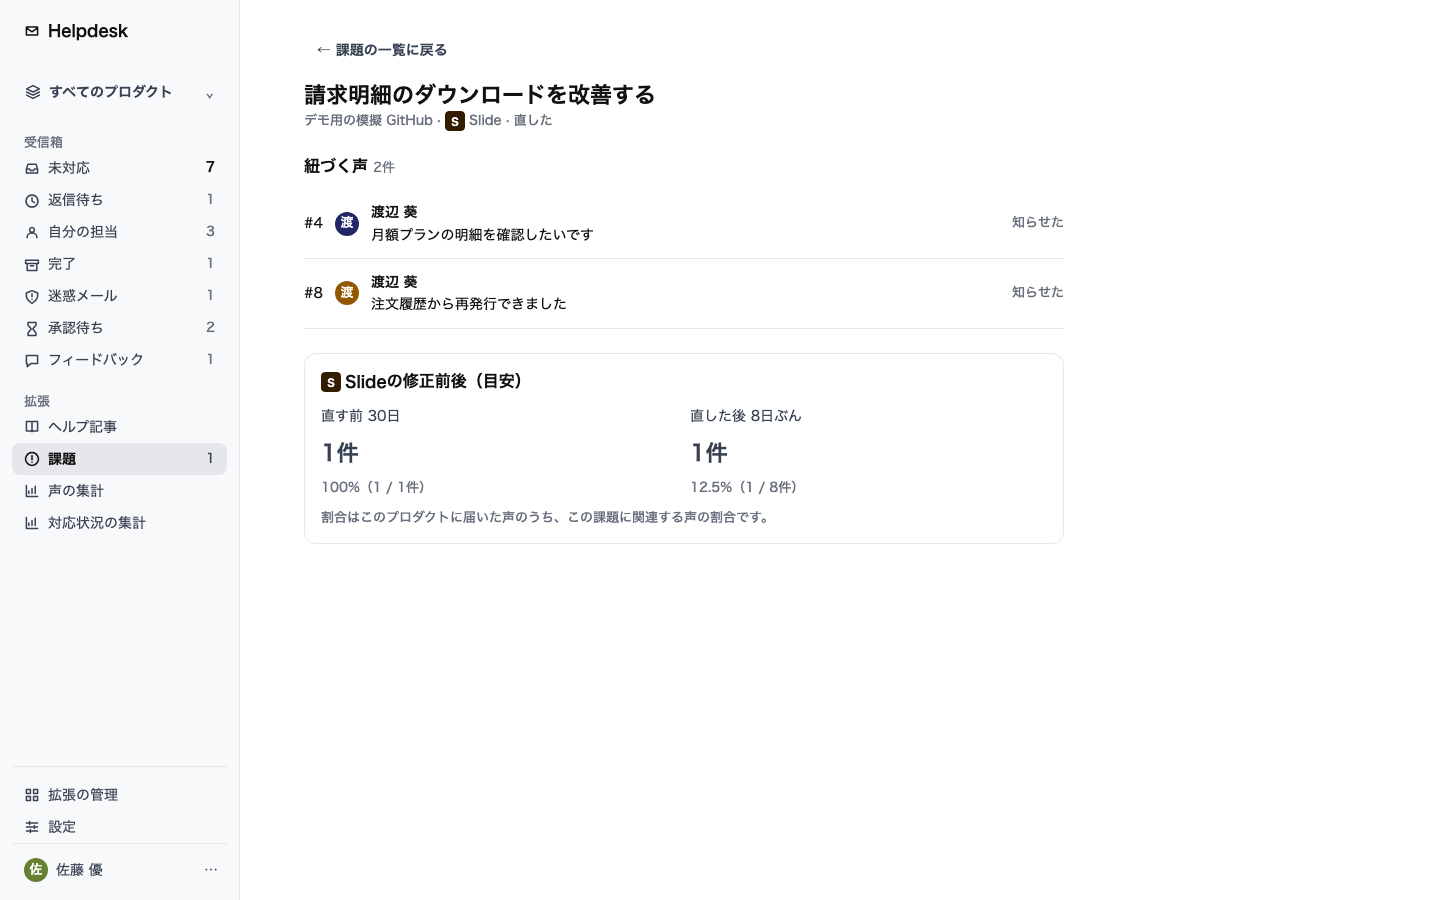 Helpdesk
すべてのプロダクト
受信箱
未対応 7
返信待ち 1
自分の担当 3
完了 1
迷惑メール 1
承認待ち 2
フィードバック 1
拡張
ヘルプ記事
課題 1
声の集計
対応状況の集計
拡張の管理
設定
佐 佐藤 優 …
← 課題の一覧に戻る
請求明細のダウンロードを改善する
デモ用の模擬 GitHub · S Slide · 直した
紐づく声 2件
#4 渡 渡辺 葵
月額プランの明細を確認したいです
知らせた
#8 渡 渡辺 葵
注文履歴から再発行できました
知らせた
S Slideの修正前後（目安）
直す前 30日
1件
100%（1 / 1件）
直した後 8日ぶん
1件
12.5%（1 / 8件）
割合はこのプロダクトに届いた声のうち、この課題に関連する声の割合です。